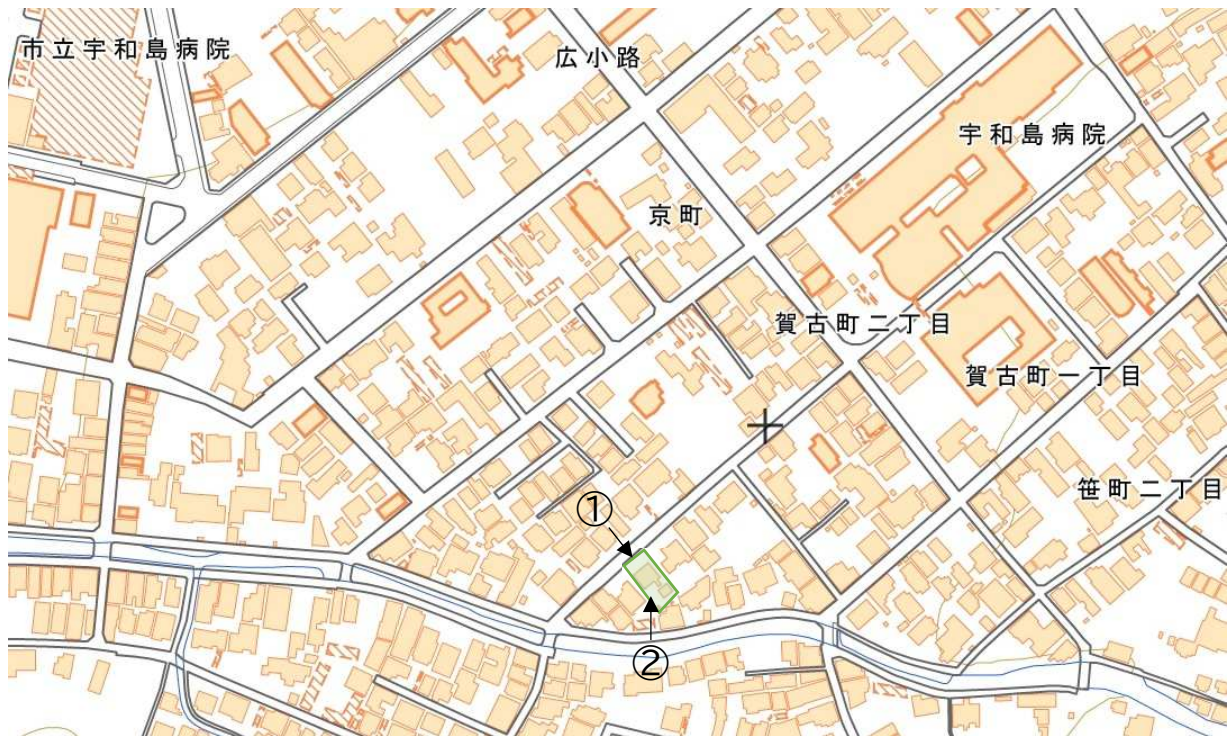 市立宇和島病院
広小路
宇和島病院
京町
賀古町二丁目
賀古町一丁目
笹町二丁目
①
②